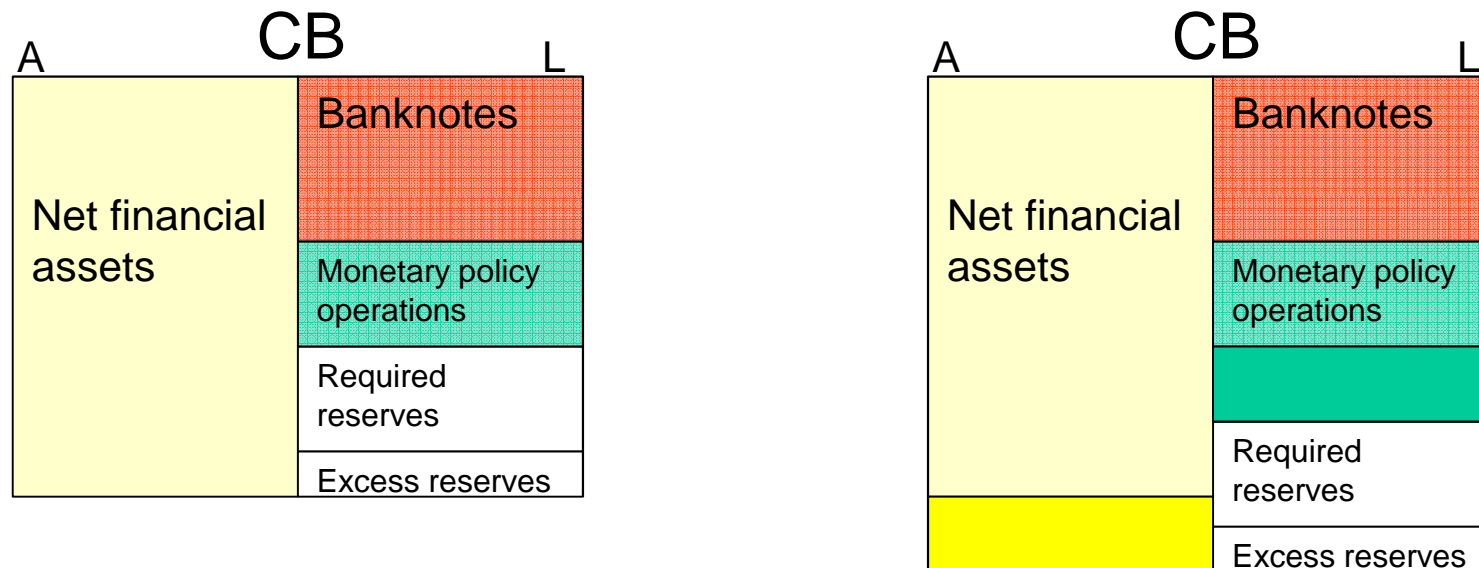 CB
A
L
Banknotes
Net financial
assets
Monetary policy
operations
Required
reserves
Excess reserves
CB
A
L
Banknotes
Net financial
assets
Monetary policy
operations
Required
reserves
Excess reserves